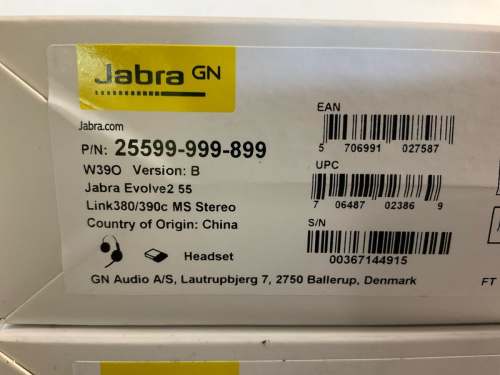 Jabra GN
Jabra.com
P/N: 25599-999-899
W39O Version: B
Jabra Evolve2 55
Link380/390c MS Stereo
Country of Origin: China
Headset
GN Audio A/S, Lautrupbjerg 7, 2750 Ballerup, Denmark
EAN
5 706991 027587
UPC
7 06487 02386 9
S/N
00367144915
FT